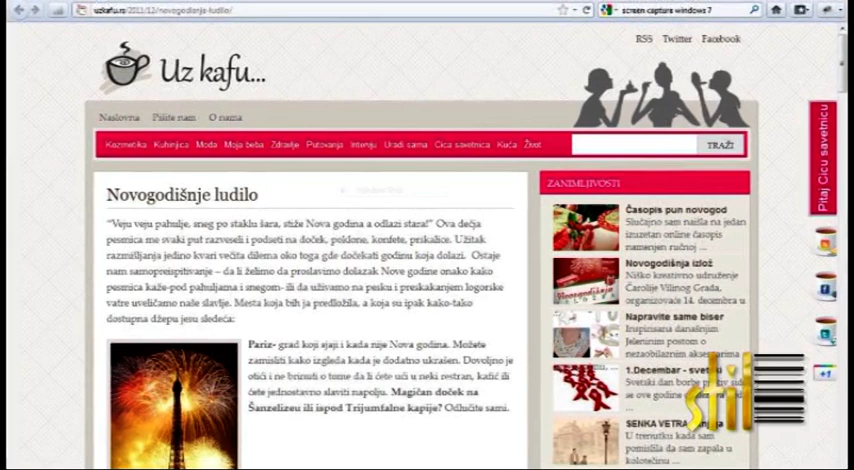 uzkafu.rs/2011/12/novogodisnje-ludilo/
screen capture windows 7
RSS Twitter Facebook
Uz kafu...
Naslovna Pišite nam O nama
Kozmetika Kuhinjica Moda Moja beba Zdravlje Putovanja Intervju Uradi sama Cica savetnica Kuća Život
TRAŽI
Pitaj Cicu savetnicu
Novogodišnje ludilo
"Veju veju pahulje, sneg po staklu šara, stiže Nova godina a odlazi stara!" Ova dečja
pesmica me svaki put razveseli i podseti na doček, poklone, konfete, prskalice. Užitak
razmišljanja jedino kvari večita dilema oko toga gde dočekati godinu koja dolazi. Ostaje
nam samopreispitivanje – da li želimo da proslavimo dolazak Nove godine onako kako
pesmica kaže-pod pahuljama i snegom- ili da uživamo na pesku i preskakanjem logorske
vatre uveličamo naše slavlje. Mesta koja bih ja predložila, a koja su ipak kako-tako
dostupna džepu jesu sledeća:
Pariz- grad koji sjaji i kada nije Nova godina. Možete
zamisliti kako izgleda kada je dodatno ukrašen. Dovoljno je
otići i ne brinuti o tome da li ćete ući u neki restran, kafić ili
ćete jednostavno slaviti napolju. Magičan doček na
Šanzelizeu ili ispod Trijumfalne kapije? Odlučite sami.
ZANIMLJIVOSTI
Časopis pun novogod
Slučajno sam naišla na jedan
izuzetan online časopis
namenjen ručnoj ...
Novogodišnja izlož
Niško kreativno udruženje
Čarolije Vilinog Grada,
organizovaće 14. decembra u
Napravite same biser
Inspirisana današnjim
Jeleninim postom o
nezaobilaznim aksesarima
1.Decembar - svetski
Svetski dan borbe protiv side
se ove godine
...
SENKA VETRA
U trenutku kada sam
pomislila da sam zapala u
kolotečinu ...
+1
stil